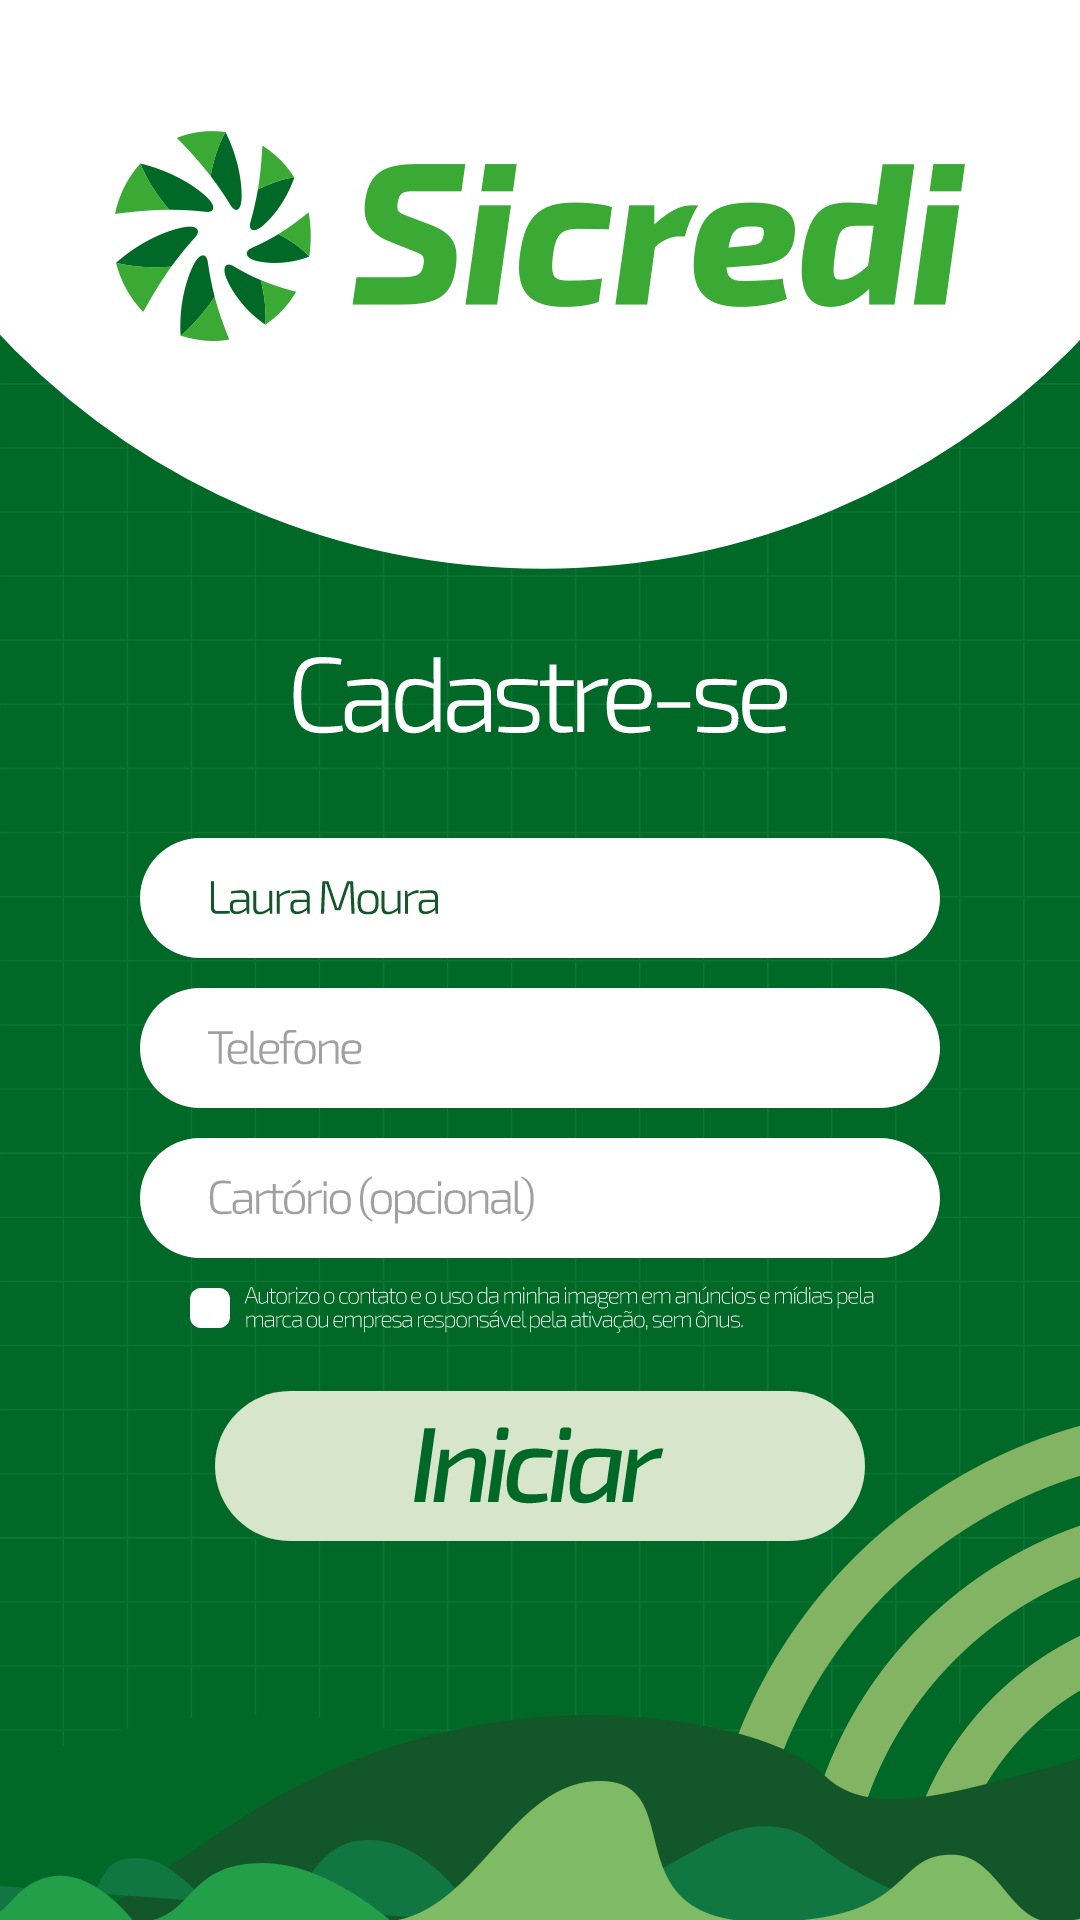 Sicredi
Cadastre-se
Laura Moura
Telefone
Cartório (opcional)
Autorizo o contato e o uso da minha imagem em anúncios e mídias pela
marca ou empresa responsável pela ativação, sem ônus.
Iniciar